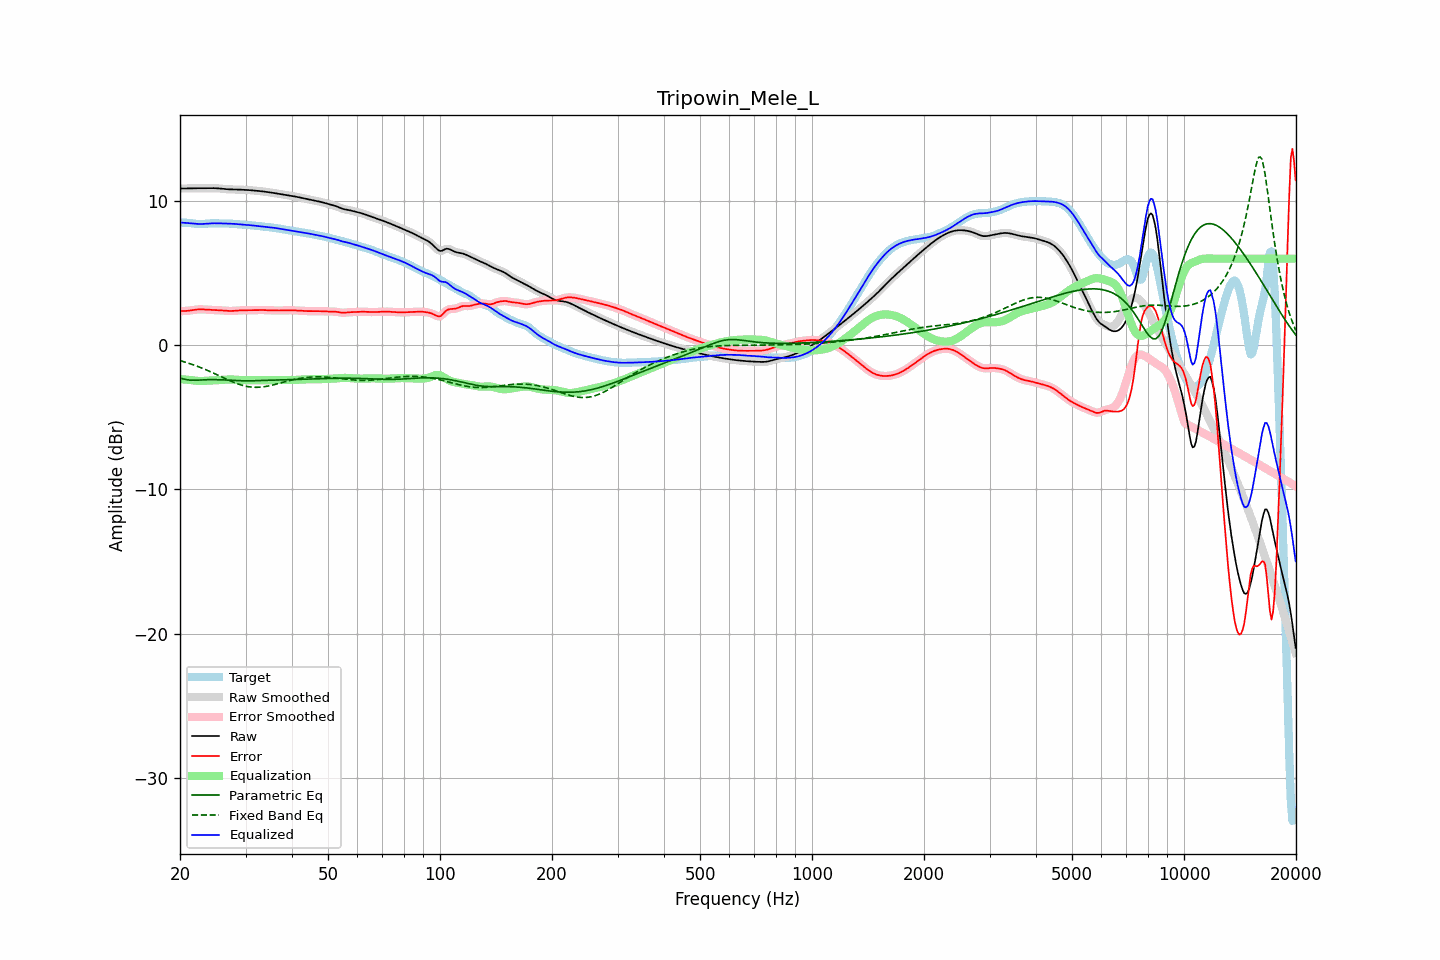 Tripowin_Mele_L
Amplitude (dBr)
10
0
−10
−20
−30
Target
Raw Smoothed
Error Smoothed
Raw
Error
Equalization
Parametric Eq
Fixed Band Eq
Equalized
20 50 100 200 500 1000 2000 5000 10000 20000
Frequency (Hz)